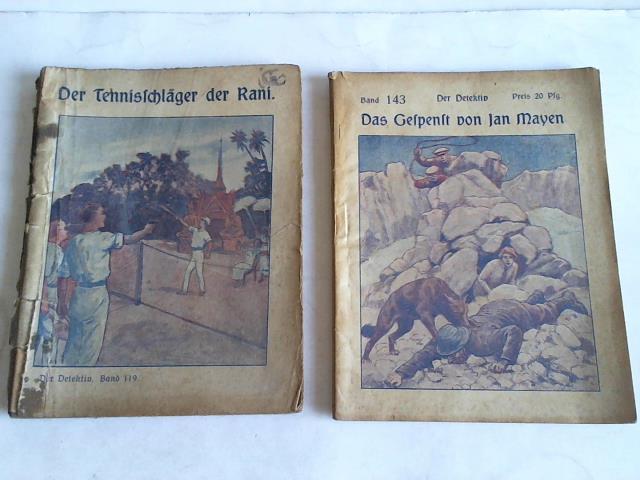 Der Tennisschläger der Rani.
Der Detektiv. Band 119.
Band 143 Der Detektiv Preis 20 Pfg.
Das Gespenst von Jan Mayen